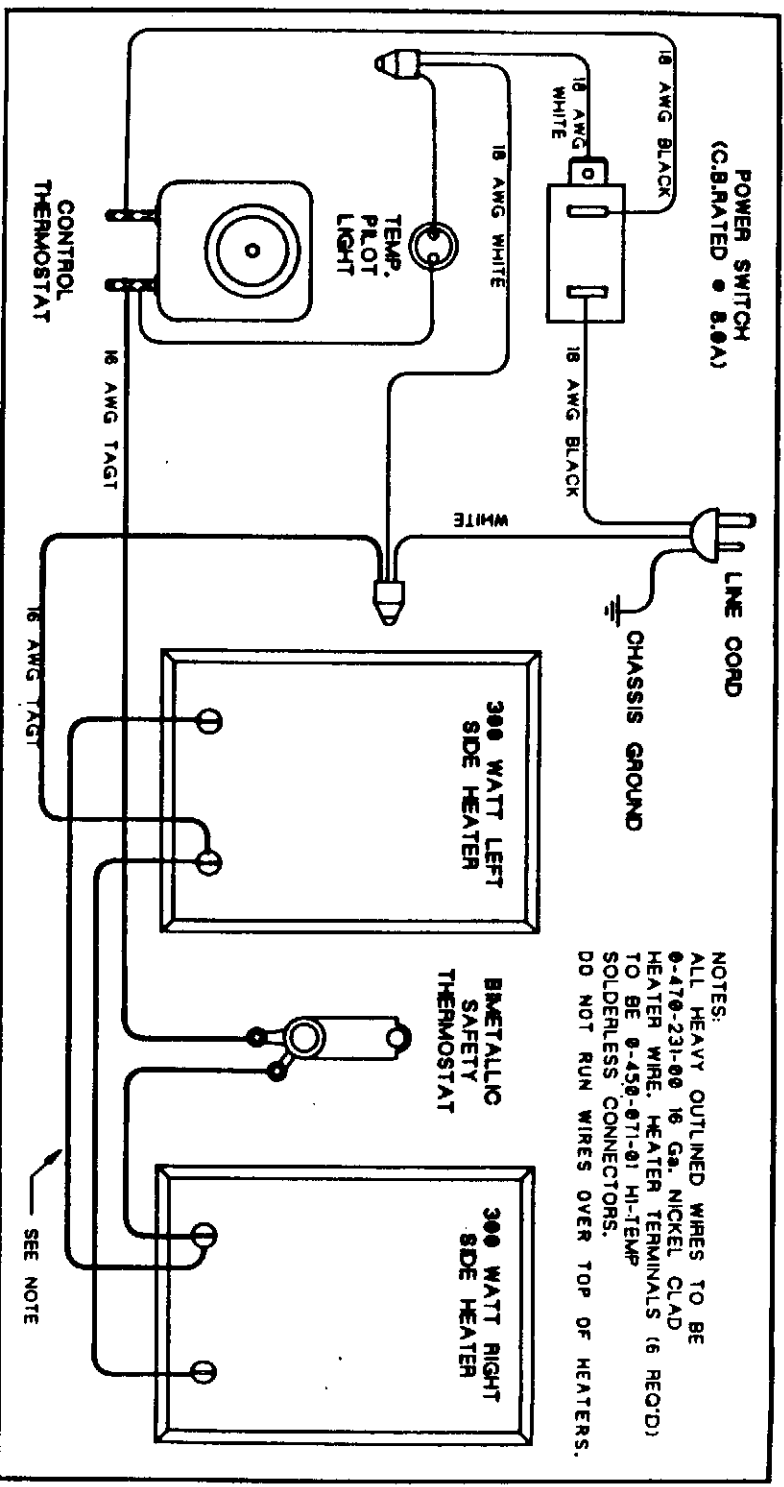 POWER SWITCH
(C.B.RATED @ 8.0A)
LINE CORD
CHASSIS GROUND
18 AWG BLACK
18 AWG
WHITE
18 AWG BLACK
18 AWG WHITE
WHITE
TEMP.
PILOT
LIGHT
CONTROL
THERMOSTAT
16 AWG TAGT
16 AWG TAGT
300 WATT LEFT
SIDE HEATER
BIMETALLIC
SAFETY
THERMOSTAT
300 WATT RIGHT
SIDE HEATER
SEE NOTE
NOTES:
ALL HEAVY OUTLINED WIRES TO BE
0-470-231-00 16 Ga. NICKEL CLAD
HEATER WIRE. HEATER TERMINALS (6 REQ'D)
TO BE 0-450-071-01 HI-TEMP
SOLDERLESS CONNECTORS.
DO NOT RUN WIRES OVER TOP OF HEATERS.